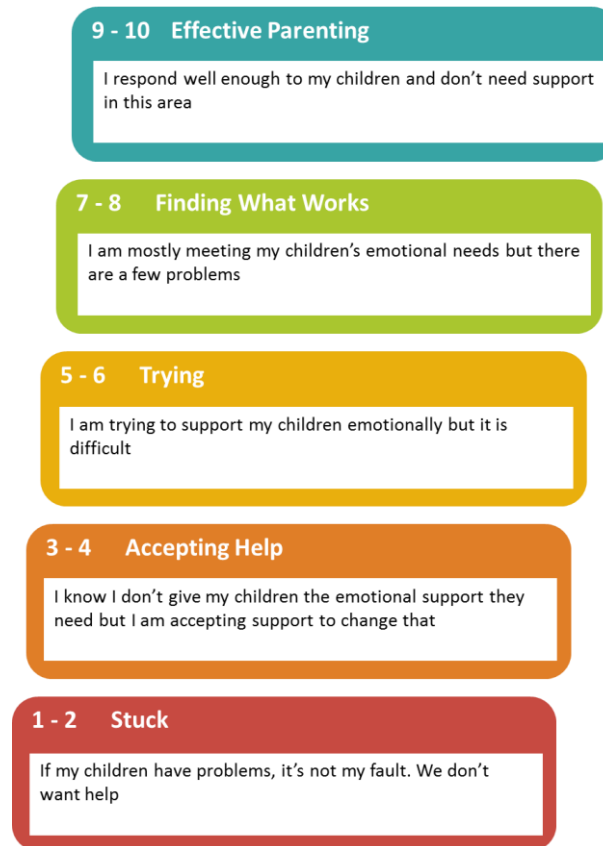 9 - 10 Effective Parenting
I respond well enough to my children and don’t need support
in this area
7 - 8 Finding What Works
I am mostly meeting my children’s emotional needs but there
are a few problems
5 - 6 Trying
I am trying to support my children emotionally but it is
difficult
3 - 4 Accepting Help
I know I don’t give my children the emotional support they
need but I am accepting support to change that
1 - 2 Stuck
If my children have problems, it’s not my fault. We don’t
want help